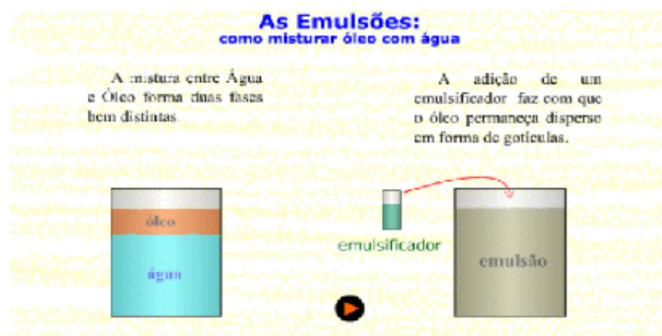 As Emulsões:
como misturar óleo com água
A mistura entre Água
e Óleo forma duas fases
bem distintas
A adição de um
emulsificador faz com que
o óleo permaneça disperso
em forma de gotículas.
óleo
água
emulsificador
emulsão